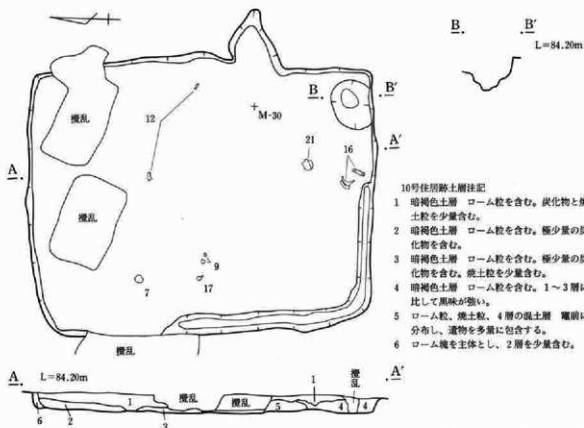 B. B'
L=84.20m
攪乱
12
M-30
B. .B'
21
16
.A'
A.
攪乱
9
7
17
攪乱
10号住居跡土層注記
1 暗褐色土層 ローム粒を含む。炭化物と焼
土粒を少量含む。
2 暗褐色土層 ローム粒を含む。極少量の炭
化物を含む。
3 暗褐色土層 ローム粒を含む。極少量の炭
化物を含む。焼土粒を少量含む。
4 暗褐色土層 ローム粒を含む。1～3層に
比して黒味が強い。
5 ローム粒、焼土粒、4層の混土層 竈前に
分布し、遺物を多量に包含する。
6 ローム塊を主体とし、2層を少量含む。
A. L=84.20m .A'
1 攪乱 攪乱 1 攪乱
5 4 4
6 2 3